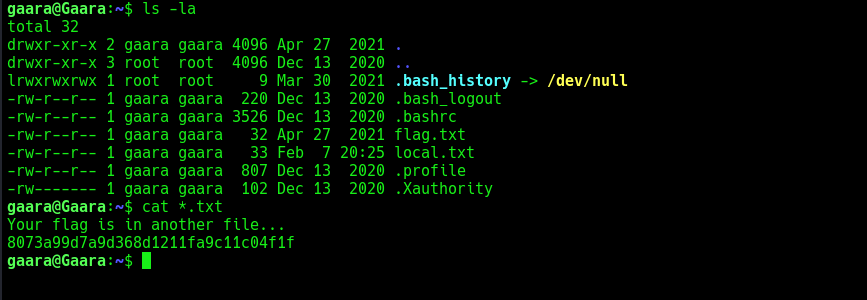 gaara@Gaara:~$ ls -la
total 32
drwxr-xr-x 2 gaara gaara 4096 Apr 27  2021 .
drwxr-xr-x 3 root  root  4096 Dec 13  2020 ..
lrwxrwxrwx 1 root  root     9 Mar 30  2021 .bash_history -> /dev/null
-rw-r--r-- 1 gaara gaara  220 Dec 13  2020 .bash_logout
-rw-r--r-- 1 gaara gaara 3526 Dec 13  2020 .bashrc
-rw-r--r-- 1 gaara gaara   32 Apr 27  2021 flag.txt
-rw-r--r-- 1 gaara gaara   33 Feb  7 20:25 local.txt
-rw-r--r-- 1 gaara gaara  807 Dec 13  2020 .profile
-rw------- 1 gaara gaara  102 Dec 13  2020 .Xauthority
gaara@Gaara:~$ cat *.txt
Your flag is in another file...
8073a99d7a9d368d1211fa9c11c04f1f
gaara@Gaara:~$